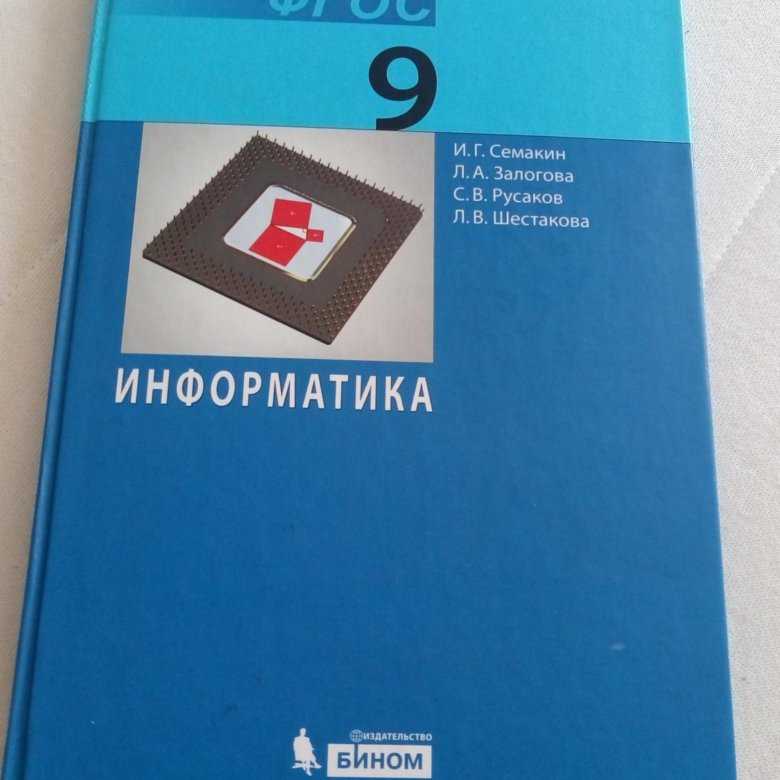 ФГОС
9
И. Г. Семакин
Л. А. Залогова
С. В. Русаков
Л. В. Шестакова
ИНФОРМАТИКА
ИЗДАТЕЛЬСТВО
БИНОМ